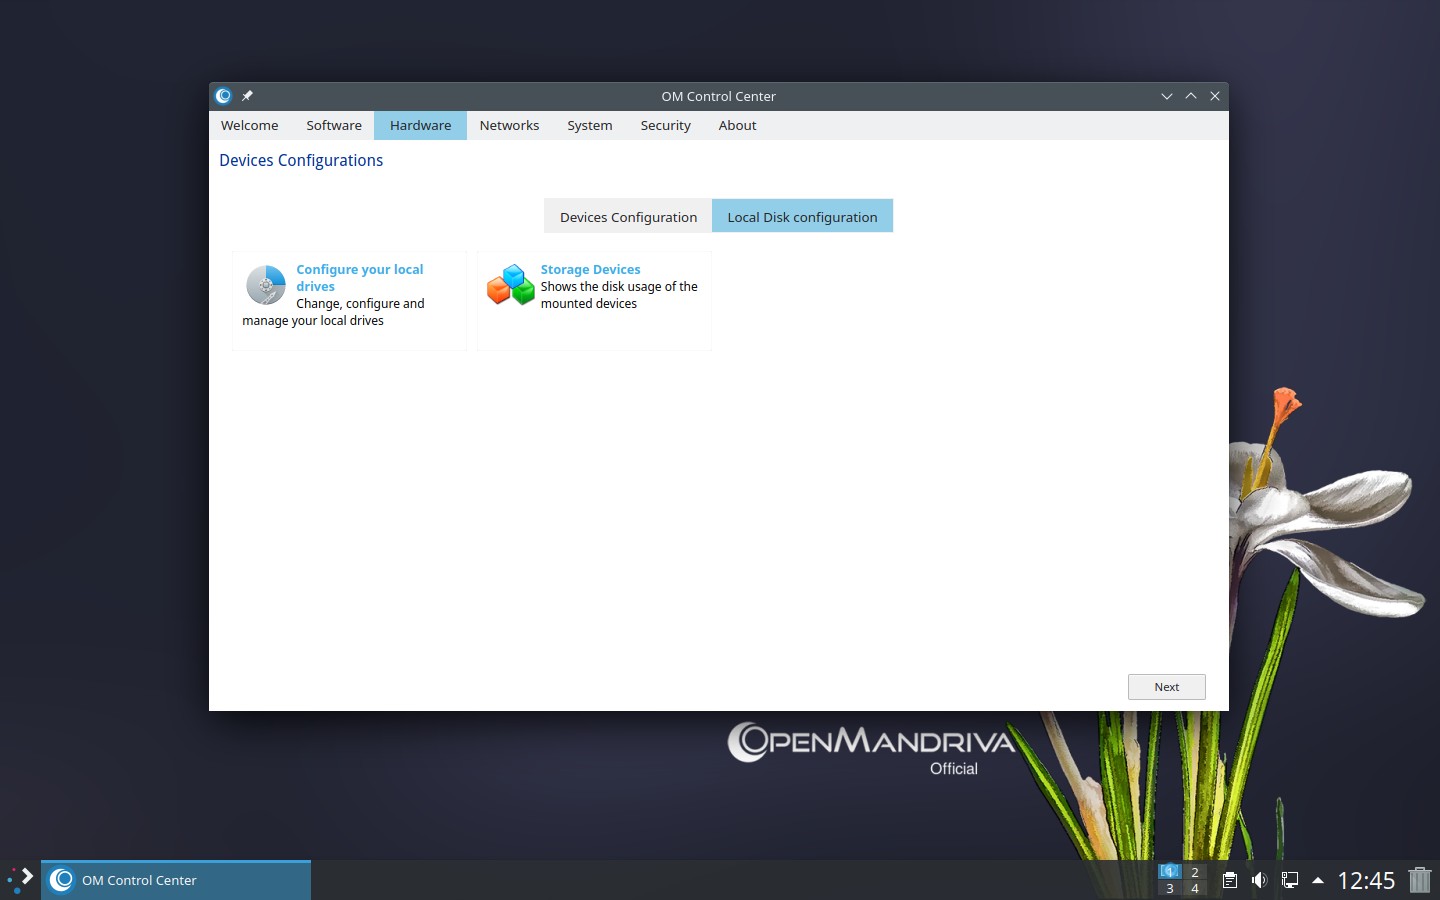 OM Control Center
Welcome Software Hardware Networks System Security About
Devices Configurations
Devices Configuration Local Disk configuration
Configure your local
drives
Change, configure and
manage your local drives
Storage Devices
Shows the disk usage of the
mounted devices
Next
OPENMANDRIVA
Official
OM Control Center
1 2
3 4
12:45